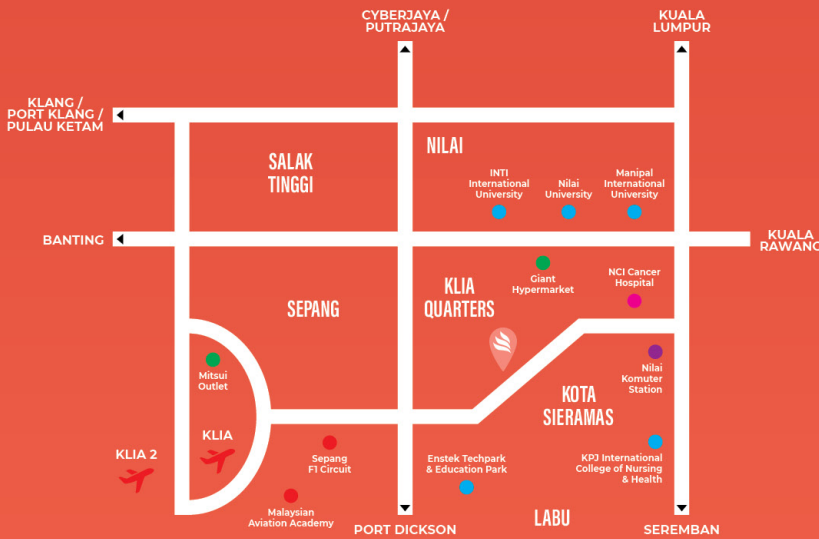 CYBERJAYA /
PUTRAJAYA
KUALA
LUMPUR
KLANG /
PORT KLANG /
PULAU KETAM
NILAI
SALAK
TINGGI
INTI
International
University
Nilai
University
Manipal
International
University
BANTING
KUALA
RAWANG
Giant
Hypermarket
NCI Cancer
Hospital
KLIA
QUARTERS
SEPANG
Mitsui
Outlet
Nilai
Komuter
Station
KOTA
SIERAMAS
KLIA 2
KLIA
Sepang
F1 Circuit
Enstek Techpark
& Education Park
KPJ International
College of Nursing
& Health
Malaysian
Aviation Academy
LABU
PORT DICKSON
SEREMBAN